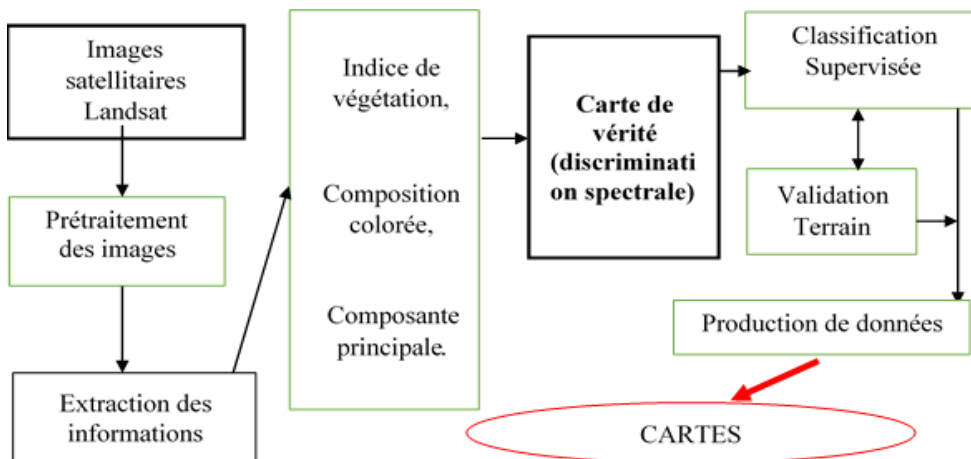 Images
satellitaires
Landsat
Prétraitement
des images
Extraction des
informations
Indice de
végétation,
Composition
colorée,
Composante
principale.
Carte de
vérité
(discriminati
on spectrale)
Classification
Supervisée
Validation
Terrain
Production de données
CARTES